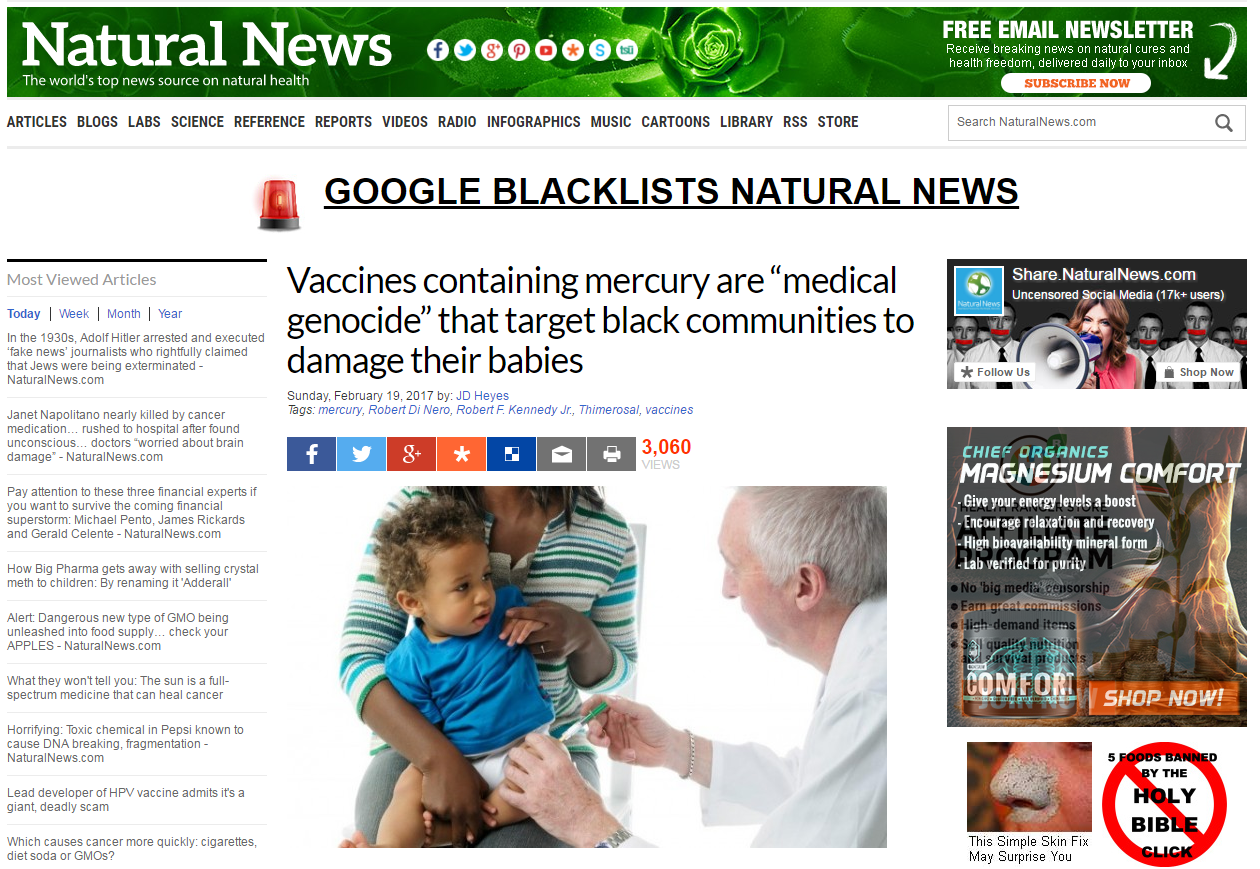 Natural News
The world's top news source on natural health
FREE EMAIL NEWSLETTER
Receive breaking news on natural cures and
health freedom, delivered daily to your inbox
SUBSCRIBE NOW
ARTICLES BLOGS LABS SCIENCE REFERENCE REPORTS VIDEOS RADIO INFOGRAPHICS MUSIC CARTOONS LIBRARY RSS STORE
Search NaturalNews.com
GOOGLE BLACKLISTS NATURAL NEWS
Most Viewed Articles
Today | Week | Month | Year
In the 1930s, Adolf Hitler arrested and executed
‘fake news’ journalists who rightfully claimed
that Jews were being exterminated -
NaturalNews.com
Janet Napolitano nearly killed by cancer
medication… rushed to hospital after found
unconscious… doctors “worried about brain
damage” - NaturalNews.com
Pay attention to these three financial experts if
you want to survive the coming financial
superstorm: Michael Pento, James Rickards
and Gerald Celente - NaturalNews.com
How Big Pharma gets away with selling crystal
meth to children: By renaming it 'Adderall'
Alert: Dangerous new type of GMO being
unleashed into food supply… check your
APPLES - NaturalNews.com
What they won't tell you: The sun is a full-
spectrum medicine that can heal cancer
Horrifying: Toxic chemical in Pepsi known to
cause DNA breaking, fragmentation -
NaturalNews.com
Lead developer of HPV vaccine admits it's a
giant, deadly scam
Which causes cancer more quickly: cigarettes,
diet soda or GMOs?
Vaccines containing mercury are “medical
genocide” that target black communities to
damage their babies
Sunday, February 19, 2017 by: JD Heyes
Tags: mercury, Robert Di Nero, Robert F. Kennedy Jr., Thimerosal, vaccines
3,060
VIEWS
Share.NaturalNews.com
Uncensored Social Media (17k+ users)
Natural News
Follow Us
Shop Now
CHIEF ORGANICS
MAGNESIUM COMFORT
- Give your energy levels a boost
HEALTH RANGER STORE
- Encourage relaxation and recovery
AFFILIATE
- High bioavailability mineral form
PROGRAM
- Lab verified for purity
No 'big media' censorship
Earn great commissions
High-demand items
Sell quality nutrition
and survival products
COMFORT
JOIN NOW
SHOP NOW!
This Simple Skin Fix
May Surprise You
5 FOODS BANNED
BY THE
HOLY
BIBLE
CLICK